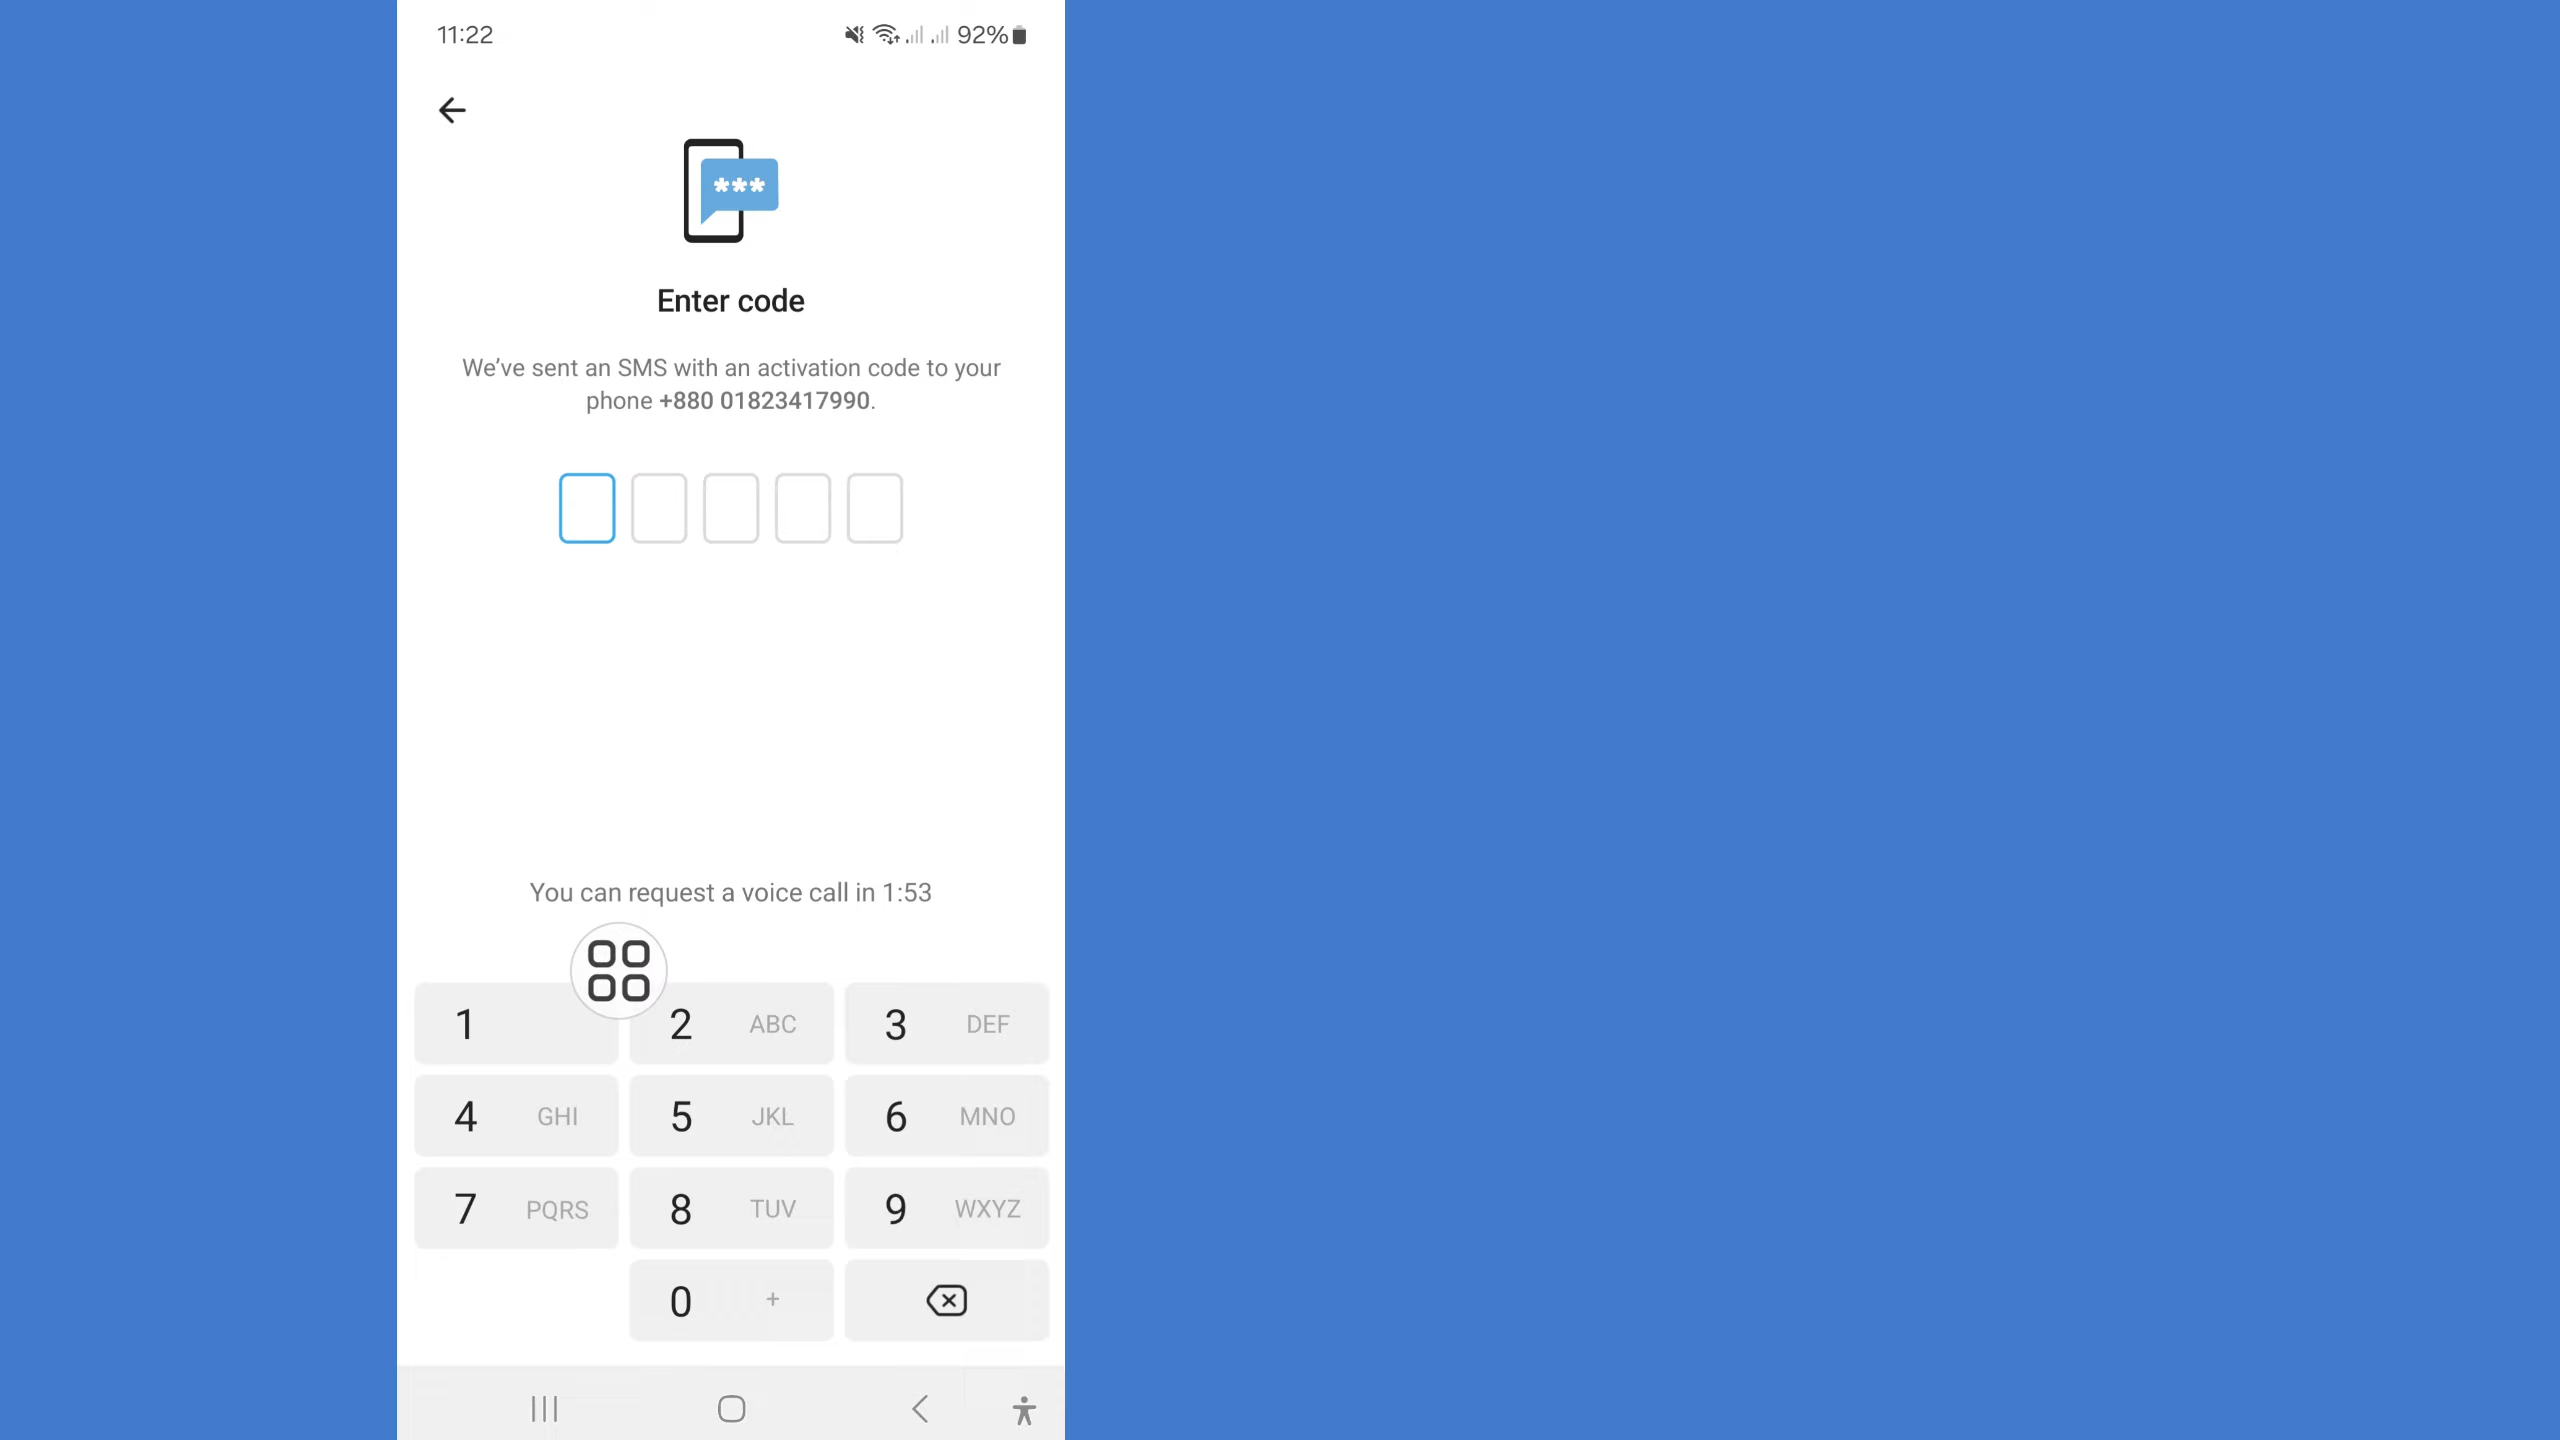 11:22
92%
***
Enter code
We’ve sent an SMS with an activation code to your
phone +880 01823417990.
You can request a voice call in 1:53
1
2 ABC
3 DEF
4 GHI
5 JKL
6 MNO
7 PQRS
8 TUV
9 WXYZ
0 +